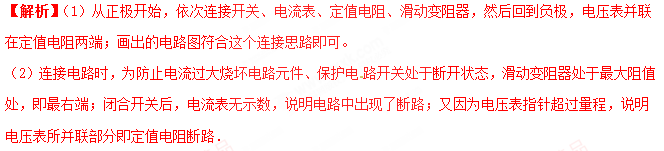 【解析】（1）从正极开始，依次连接开关、电流表、定值电阻、滑动变阻器，然后回到负极，电压表并联
在定值电阻两端；画出的电路图符合这个连接思路即可。
（2）连接电路时，为防止电流过大烧坏电路元件、保护电.路开关处于断开状态，滑动变阻器处于最大阻值
处，即最右端；闭合开关后，电流表无示数，说明电路中出现了断路；又因为电压表指针超过量程，说明
电压表所并联部分即定值电阻断路．